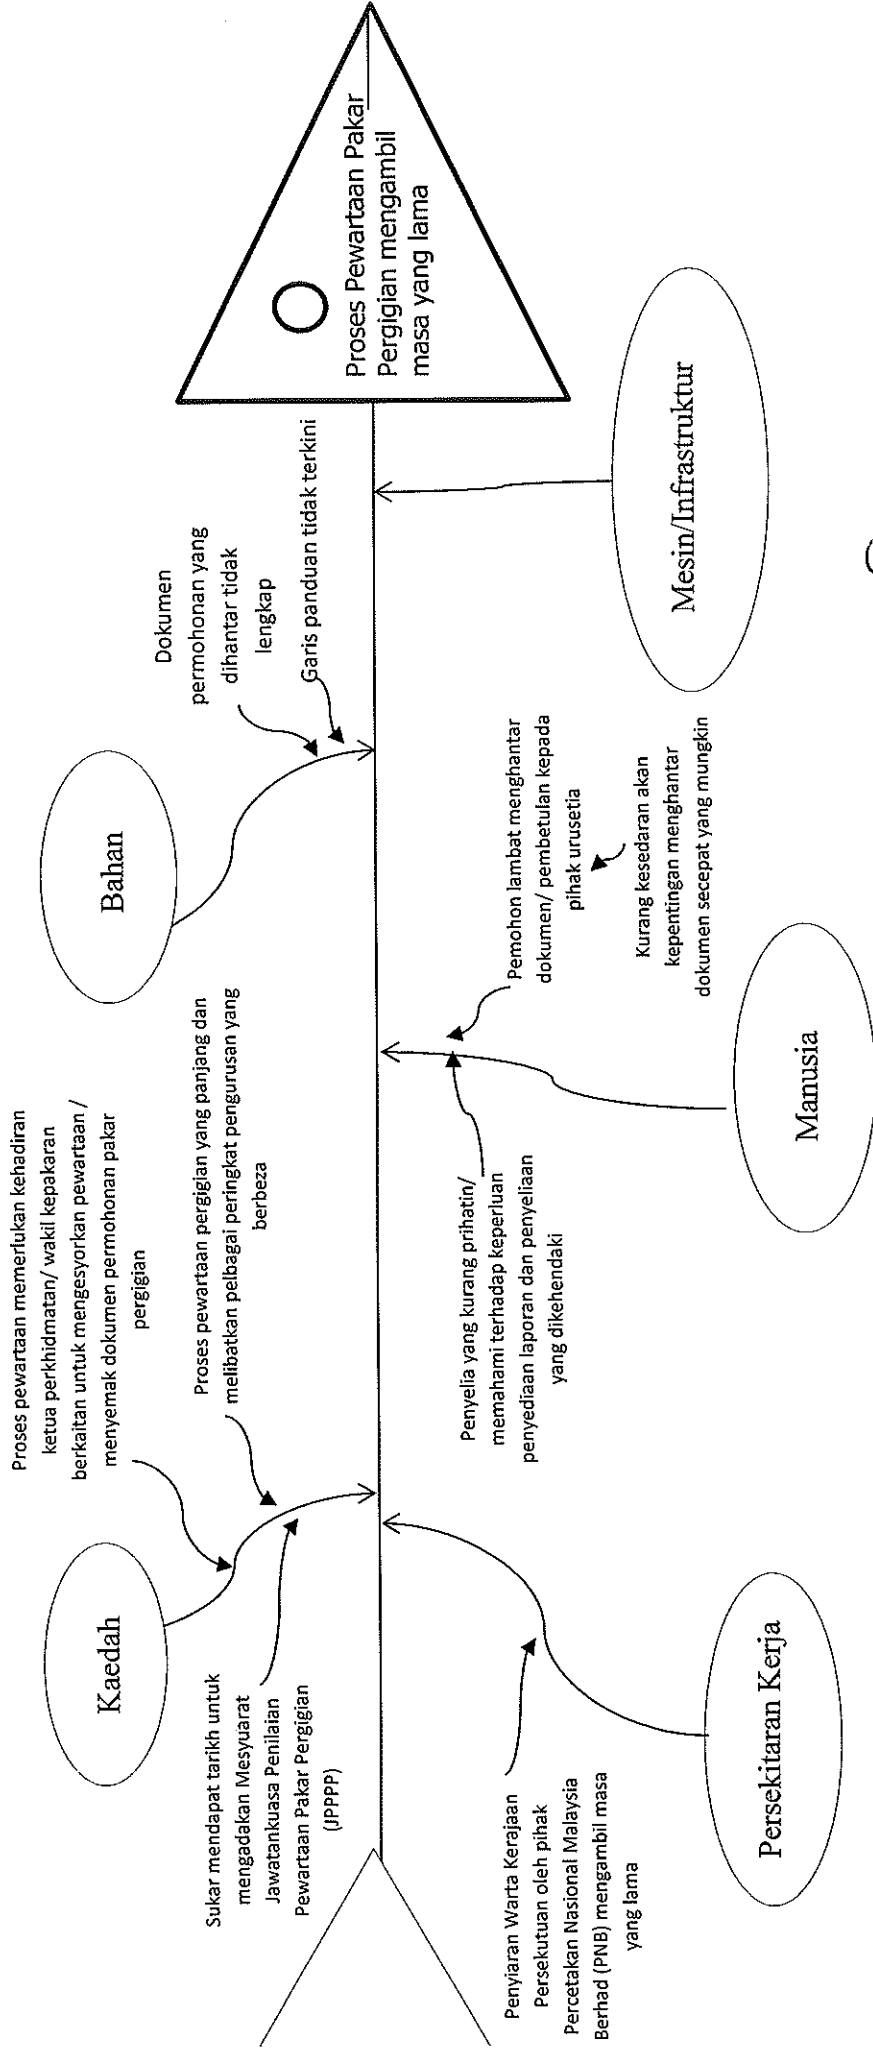 Kaedah
Proses pewartaan memerlukan kehadiran
ketua perkhidmatan/ wakil kepakaran
berkaitan untuk mengesyorkan pewartaan /
menyemak dokumen permohonan pakar
pergigian
Proses pewartaan pergigian yang panjang dan
melibatkan pelbagai peringkat pengurusan yang
berbeza
Sukar mendapat tarikh untuk
mengadakan Mesyuarat
Jawatankuasa Penilaian
Pewartaan Pakar Pergigian
(JPPPP)
Bahan
Dokumen
permohonan yang
dihantar tidak
lengkap
Garis panduan tidak terkini
Proses Pewartaan Pakar
Pergigian mengambil
masa yang lama
Persekitaran Kerja
Penyiaran Warta Kerajaan
Persekutuan oleh pihak
Percetakan Nasional Malaysia
Berhad (PNB) mengambil masa
yang lama
Manusia
Penyelia yang kurang prihatin/
memahami terhadap keperluan
penyediaan laporan dan penyeliaan
yang dikehendaki
Pemohon lambat menghantar
dokumen/ pembetulan kepada
pihak urusetia
Kurang kesedaran akan
kepentingan menghantar
dokumen secepat yang mungkin
Mesin/Infrastruktur